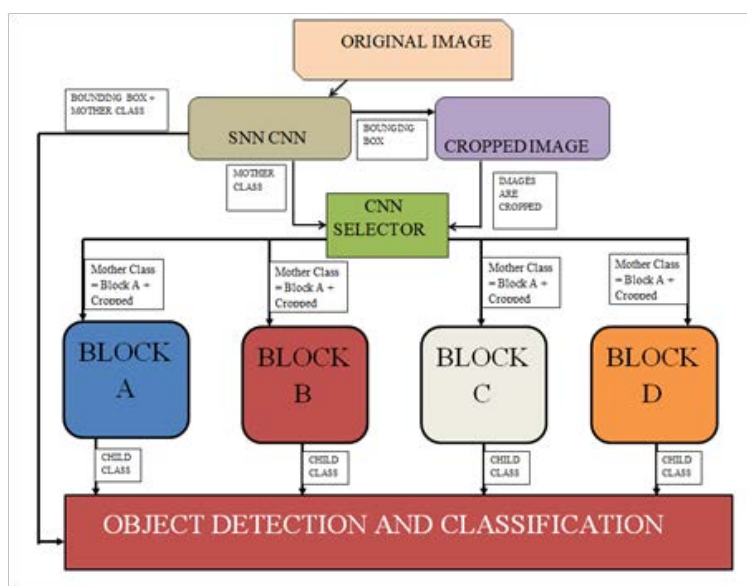 ORIGINAL IMAGE
BOUNDING BOX +
MOTHER CLASS
SNN CNN
BOUNGING
BOX
CROPPED IMAGE
MOTHER
CLASS
IMAGES
ARE
CROPPED
CNN
SELECTOR
Mother Class
= Block A +
Cropped
Mother Class
= Block A +
Cropped
Mother Class
= Block A +
Cropped
Mother Class
= Block A +
Cropped
BLOCK
A
BLOCK
B
BLOCK
C
BLOCK
D
CHILD
CLASS
CHILD
CLASS
CHILD
CLASS
CHILD
CLASS
OBJECT DETECTION AND CLASSIFICATION